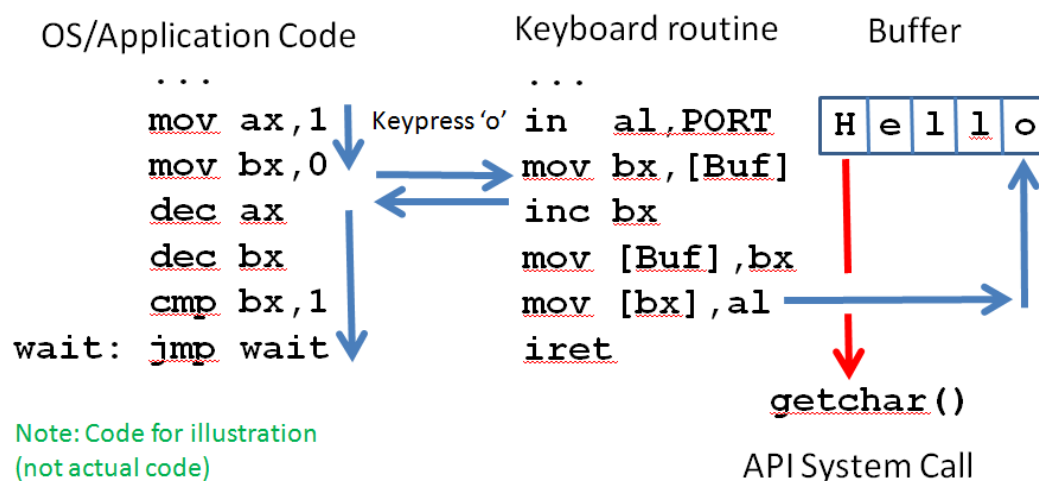 OS/Application Code
...
mov ax,1
mov bx,0
dec ax
dec bx
cmp bx,1
wait: jmp wait
Note: Code for illustration
(not actual code)
Keypress ‘o’
Keyboard routine
...
in al,PORT
mov bx,[Buf]
inc bx
mov [Buf],bx
mov [bx],al
iret
Buffer
H e l l o
getchar()
API System Call